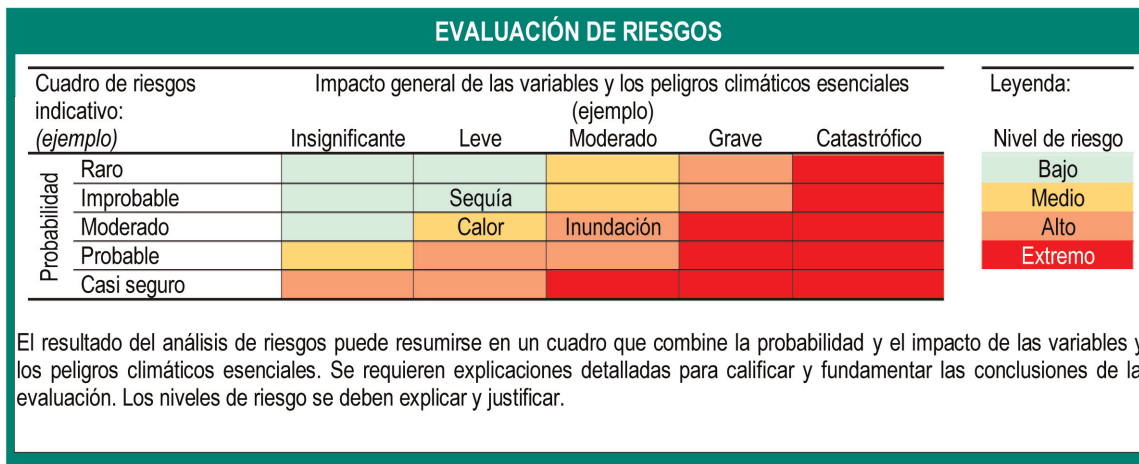 EVALUACIÓN DE RIESGOS
Cuadro de riesgos
indicativo:
(ejemplo)
Impacto general de las variables y los peligros climáticos esenciales
(ejemplo)
Insignificante Leve Moderado Grave Catastrófico
Probabilidad
Raro
Improbable Sequía
Moderado Calor Inundación
Probable
Casi seguro
Leyenda:
Nivel de riesgo
Bajo
Medio
Alto
Extremo
El resultado del análisis de riesgos puede resumirse en un cuadro que combine la probabilidad y el impacto de las variables y
los peligros climáticos esenciales. Se requieren explicaciones detalladas para calificar y fundamentar las conclusiones de la
evaluación. Los niveles de riesgo se deben explicar y justificar.